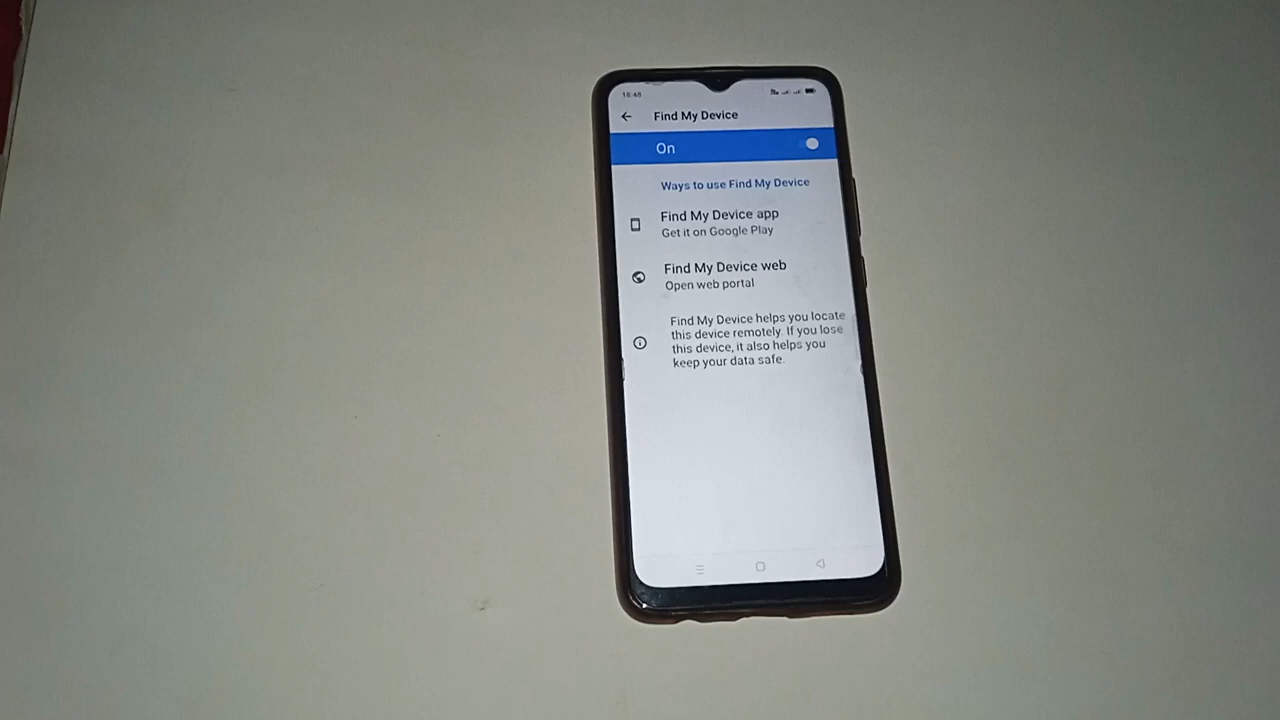 16:48
Find My Device
On
Ways to use Find My Device
Find My Device app
Get it on Google Play
Find My Device web
Open web portal
Find My Device helps you locate
this device remotely. If you lose
this device, it also helps you
keep your data safe.